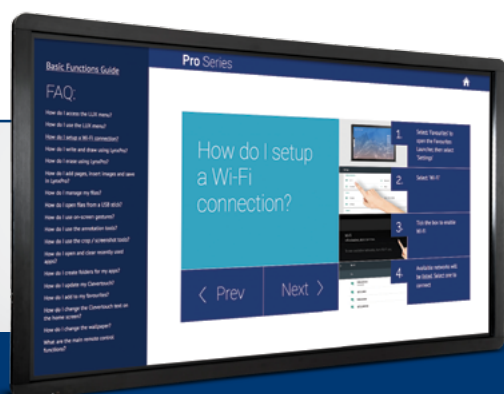 Basic Functions Guide
FAQ:
How do I access the LUX menu?
How do I use the LUX menu?
How do I setup a Wi-Fi connection?
How do I write and draw using LynxPro?
How do I erase using LynxPro?
How do I add pages, insert images and save
in LynxPro?
How do I manage my files?
How do I open files from a USB stick?
How do I use on-screen gestures?
How do I use the annotation tools?
How do I use the crop / screenshot tools?
How do I open and clear recently used
apps?
How do I create folders for my apps?
How do I update my Clevertouch?
How do I add to my favourites?
How do I change the Clevertouch text on
the home screen?
How do I change the wallpaper?
What are the main remote control
functions?
Pro Series
How do I setup
a Wi-Fi
connection?
< Prev
Next >
1.
Select 'Favourites' to
open the Favourites
Launcher, then select
'Settings'
2.
Select 'Wi-Fi'
3.
Tick the box to enable
Wi-Fi
4.
Available networks will
be listed. Select one to
connect